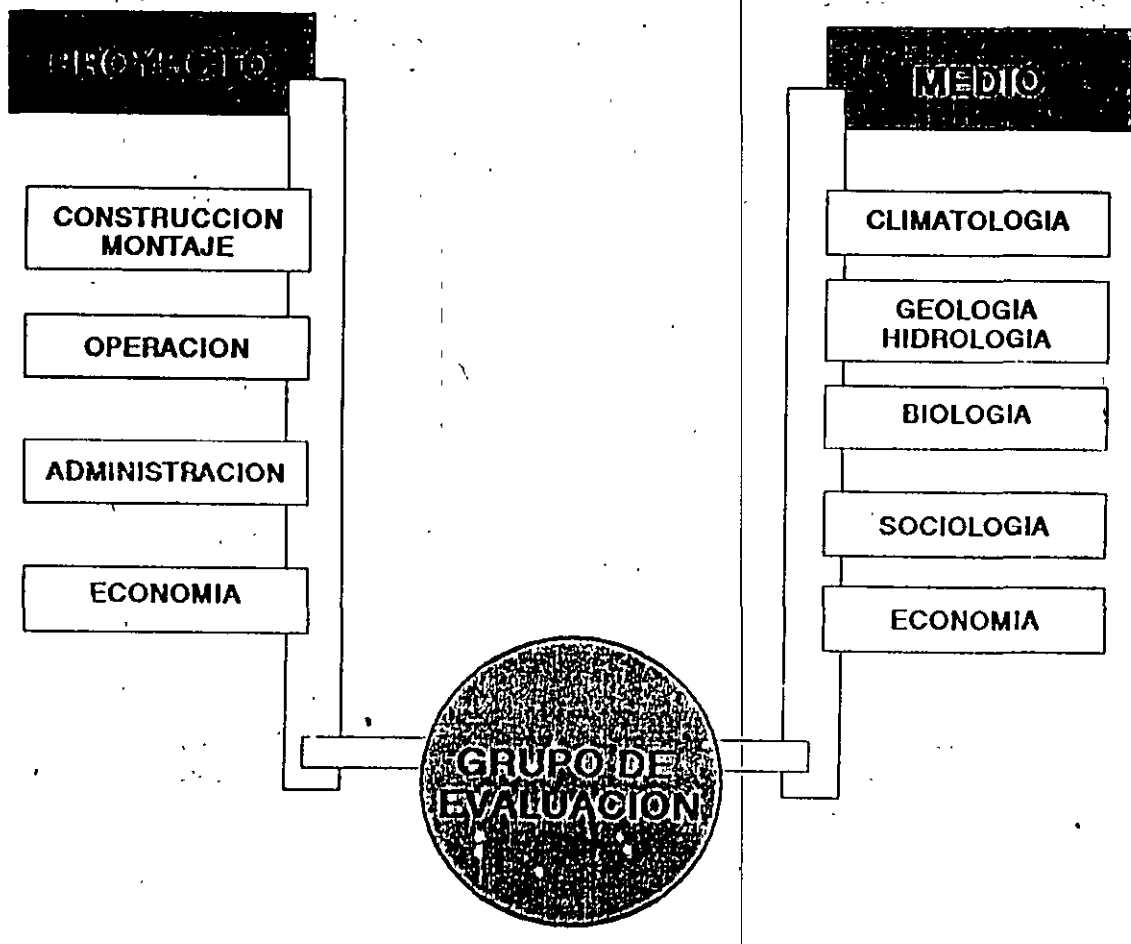 PROYECTO
CONSTRUCCION
MONTAJE
OPERACION
ADMINISTRACION
ECONOMIA
MEDIO
CLIMATOLOGIA
GEOLOGIA
HIDROLOGIA
BIOLOGIA
SOCIOLOGIA
ECONOMIA
GRUPO DE
EVALUACION